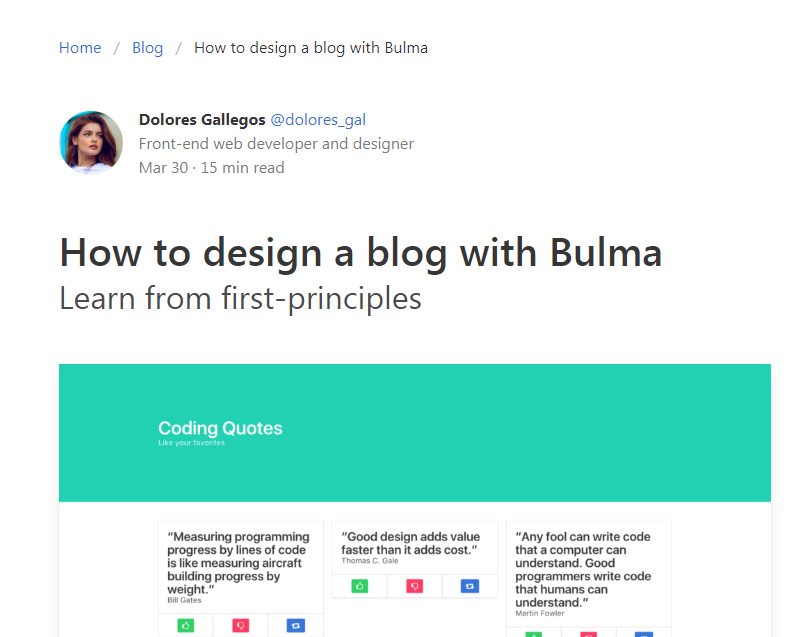 Home / Blog / How to design a blog with Bulma
Dolores Gallegos @dolores_gal
Front-end web developer and designer
Mar 30 · 15 min read
How to design a blog with Bulma
Learn from first-principles
Coding Quotes
Like your favorites
“Measuring programming
progress by lines of code
is like measuring aircraft
building progress by
weight.”
Bill Gates
“Good design adds value
faster than it adds cost.”
Thomas C. Gale
“Any fool can write code
that a computer can
understand. Good
programmers write code
that humans can
understand.”
Martin Fowler